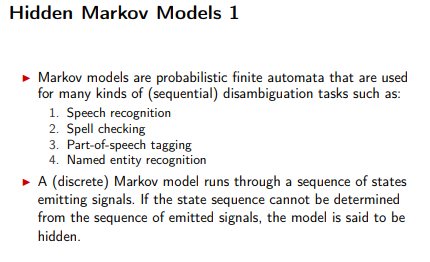 Hidden Markov Models 1
▶ Markov models are probabilistic finite automata that are used
for many kinds of (sequential) disambiguation tasks such as:
1. Speech recognition
2. Spell checking
3. Part-of-speech tagging
4. Named entity recognition
▶ A (discrete) Markov model runs through a sequence of states
emitting signals. If the state sequence cannot be determined
from the sequence of emitted signals, the model is said to be
hidden.